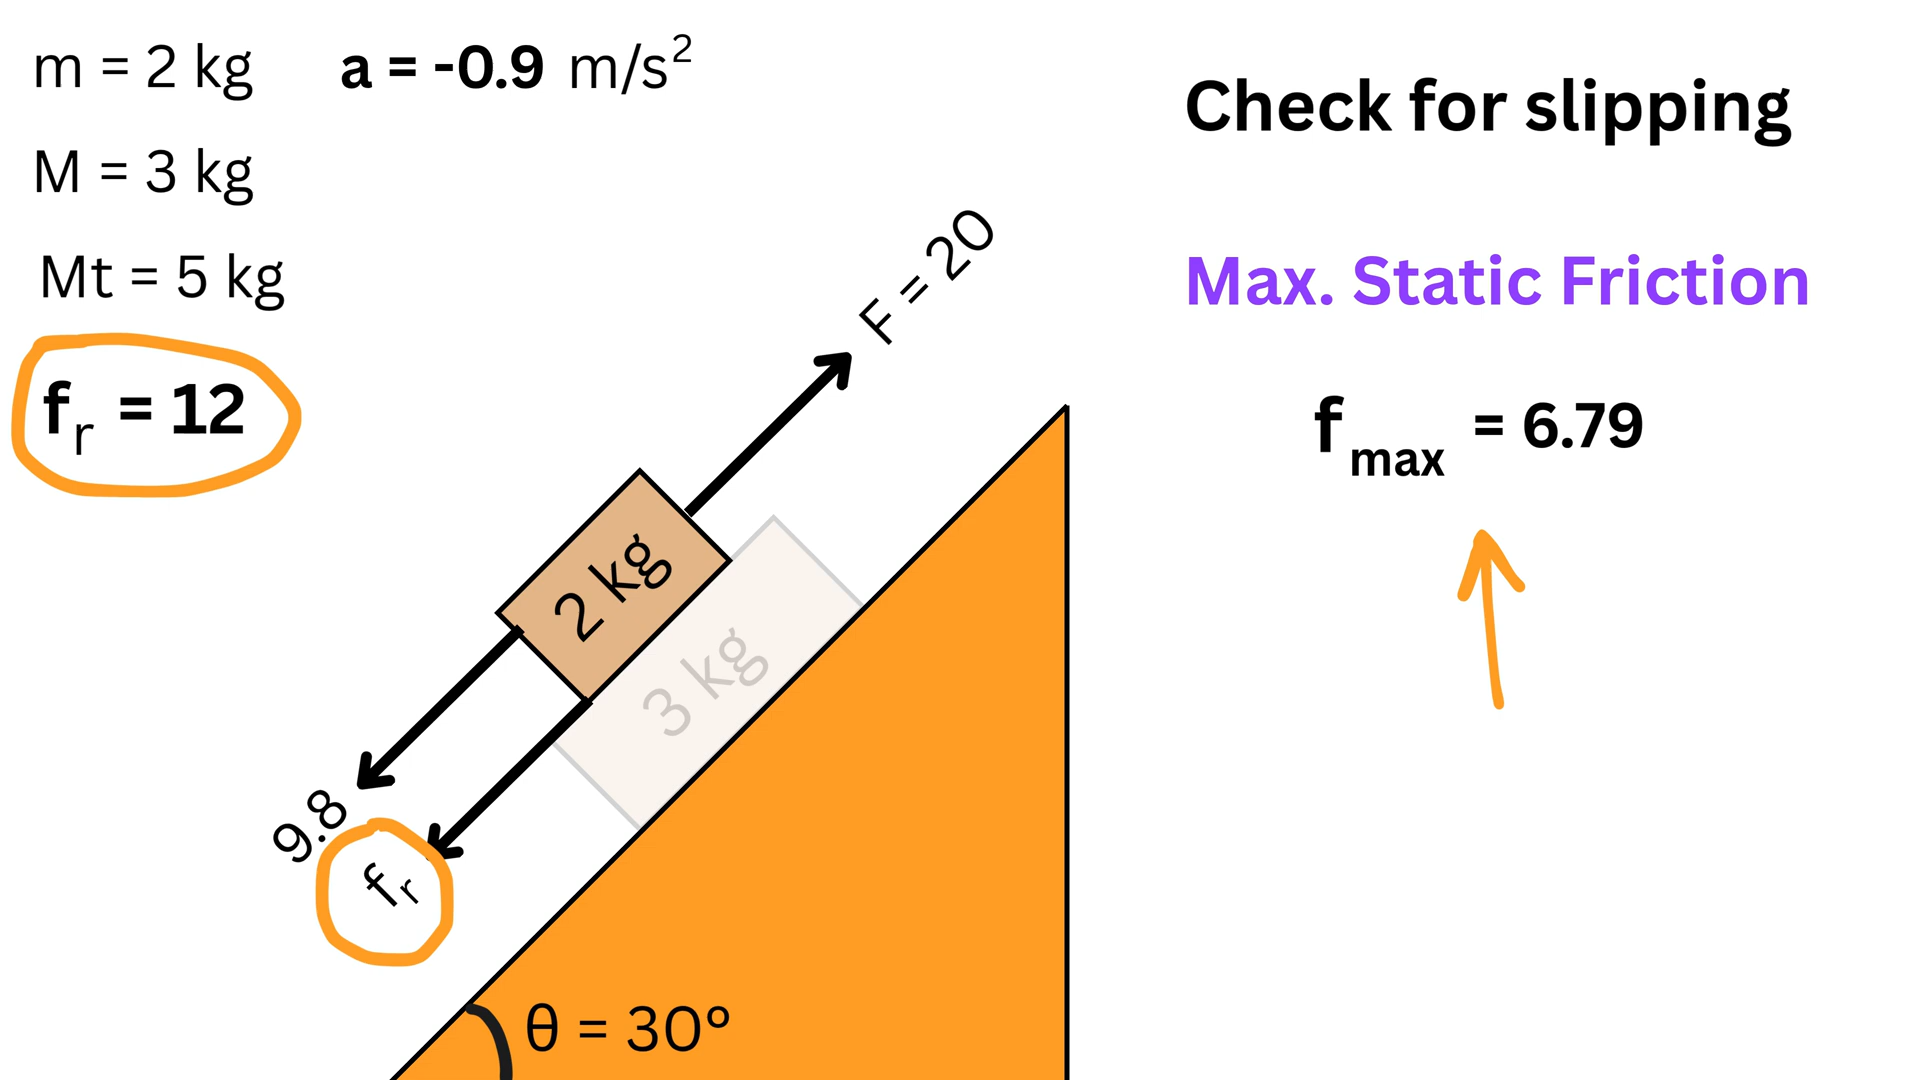 m = 2 kg
a = -0.9 m/s²
M = 3 kg
Mt = 5 kg
fr = 12
Check for slipping
Max. Static Friction
fmax = 6.79
F = 20
2 kg
3 kg
9.8
fr
θ = 30°